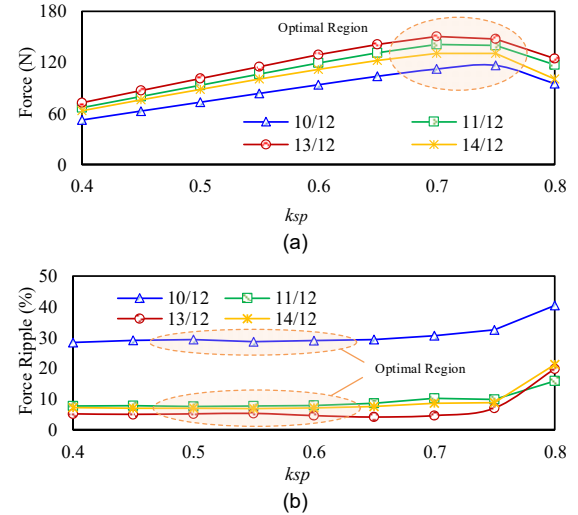 (a)
180
120
60
0
Force (N)
Optimal Region
10/12
11/12
13/12
14/12
0.4 0.5 0.6 0.7 0.8
ksp
(a)
50
40
30
20
10
0
Force Ripple (%)
10/12
11/12
13/12
14/12
Optimal Region
0.4 0.5 0.6 0.7 0.8
ksp
(b)